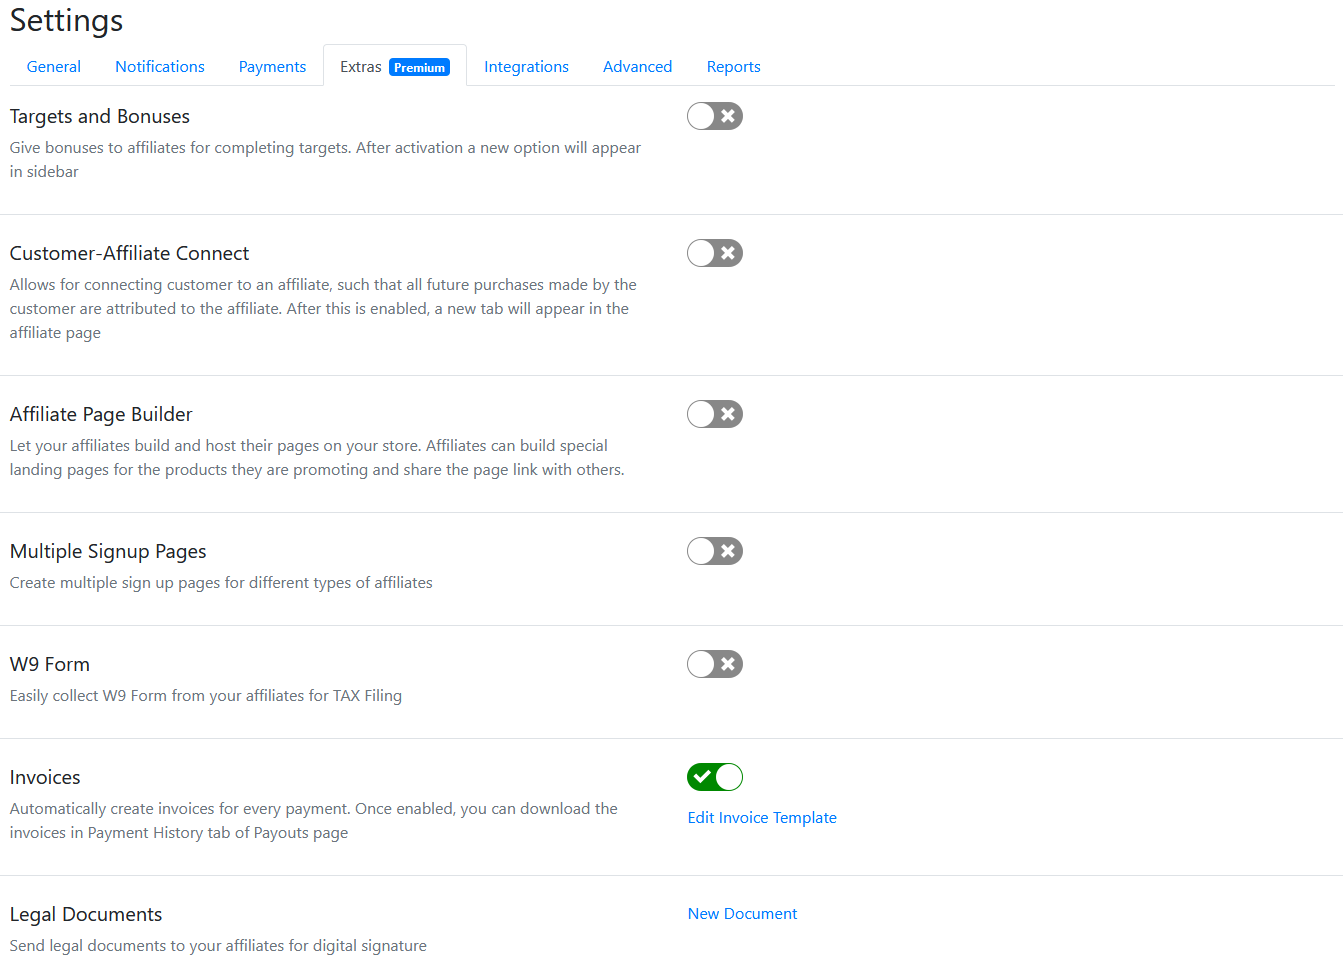 Settings
General Notifications Payments Extras Premium Integrations Advanced Reports
Targets and Bonuses
Give bonuses to affiliates for completing targets. After activation a new option will appear
in sidebar
Customer-Affiliate Connect
Allows for connecting customer to an affiliate, such that all future purchases made by the
customer are attributed to the affiliate. After this is enabled, a new tab will appear in the
affiliate page
Affiliate Page Builder
Let your affiliates build and host their pages on your store. Affiliates can build special
landing pages for the products they are promoting and share the page link with others.
Multiple Signup Pages
Create multiple sign up pages for different types of affiliates
W9 Form
Easily collect W9 Form from your affiliates for TAX Filing
Invoices
Automatically create invoices for every payment. Once enabled, you can download the
invoices in Payment History tab of Payouts page
Edit Invoice Template
Legal Documents
New Document
Send legal documents to your affiliates for digital signature